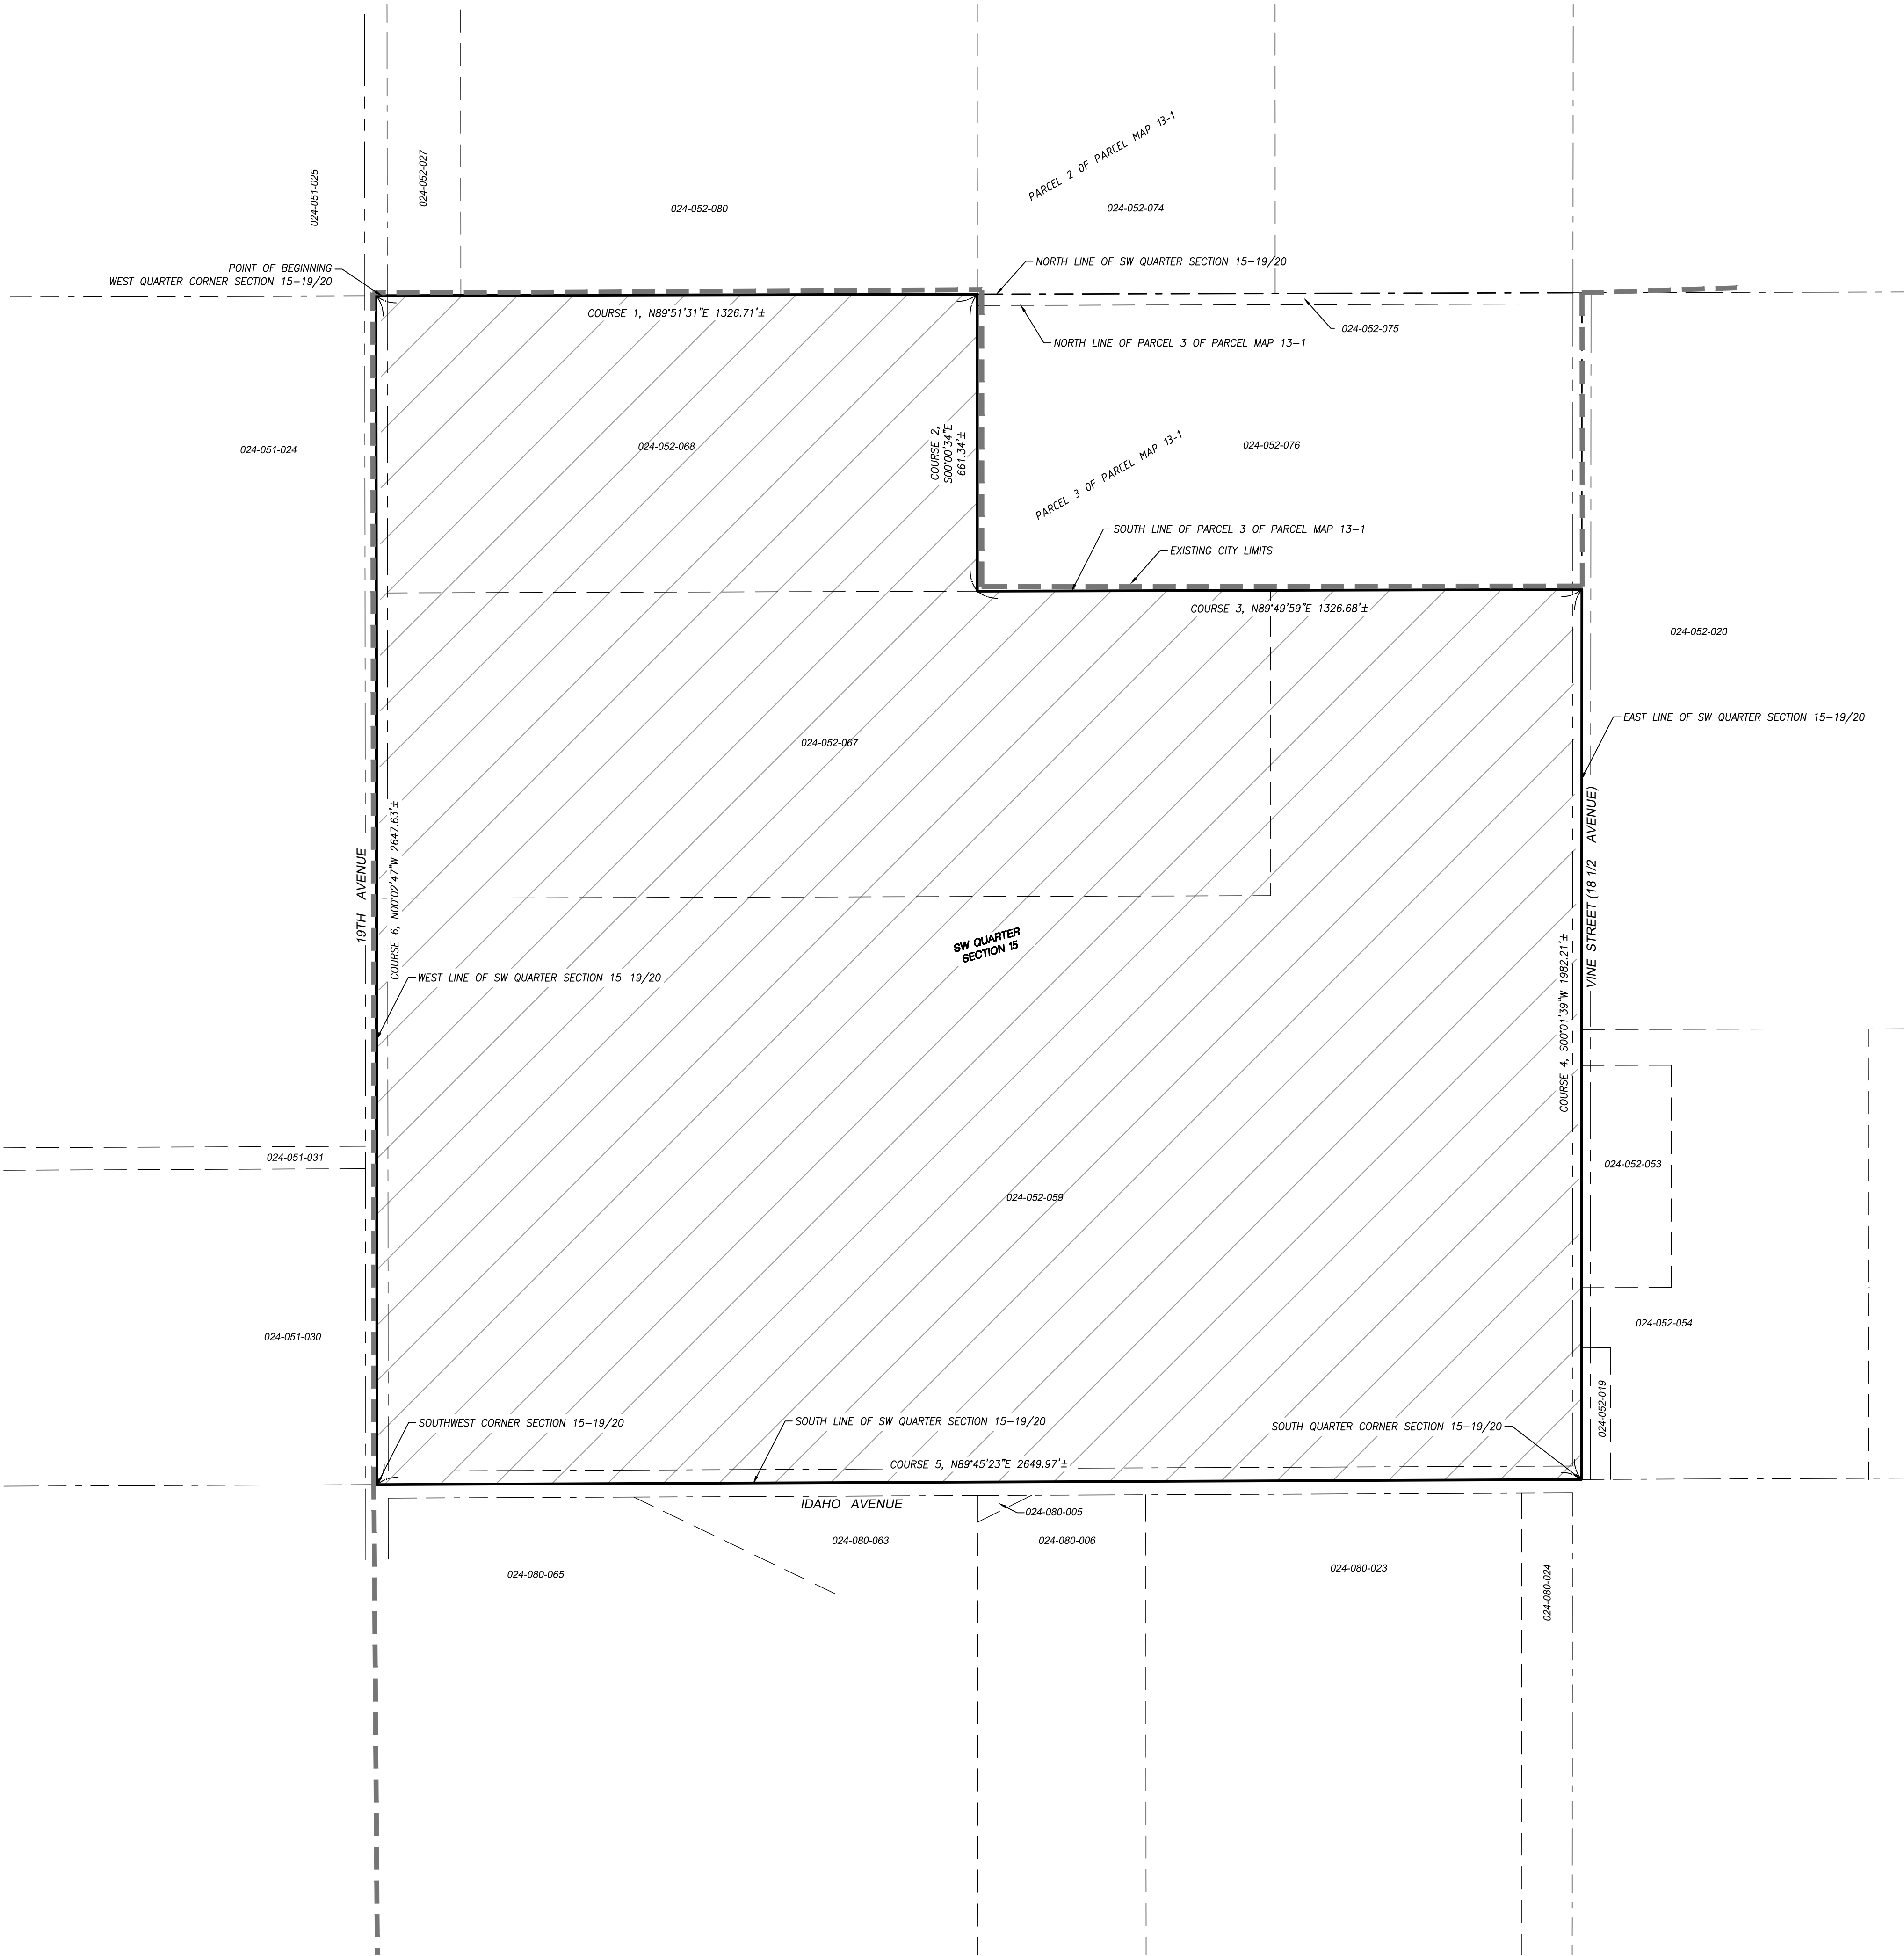 PARCEL 2 OF PARCEL MAP 13-1
024-051-025
024-052-027
024-052-080
024-052-074
POINT OF BEGINNING
WEST QUARTER CORNER SECTION 15-19/20
NORTH LINE OF SW QUARTER SECTION 15-19/20
COURSE 1, N89°51'31"E 1326.71'±
024-052-075
NORTH LINE OF PARCEL 3 OF PARCEL MAP 13-1
024-051-024
024-052-068
COURSE 2,
S00°00'34"E
661.34'±
024-052-076
PARCEL 3 OF PARCEL MAP 13-1
SOUTH LINE OF PARCEL 3 OF PARCEL MAP 13-1
EXISTING CITY LIMITS
COURSE 3, N89°49'59"E 1326.68'±
024-052-020
EAST LINE OF SW QUARTER SECTION 15-19/20
024-052-067
19TH AVENUE
COURSE 6, N00°02'47"W 2647.63'±
VINE STREET (18 1/2 AVENUE)
SW QUARTER
SECTION 15
WEST LINE OF SW QUARTER SECTION 15-19/20
COURSE 4, S00°01'39"W 1982.21'±
024-051-031
024-052-053
024-052-059
024-051-030
024-052-054
024-052-019
SOUTHWEST CORNER SECTION 15-19/20
SOUTH LINE OF SW QUARTER SECTION 15-19/20
SOUTH QUARTER CORNER SECTION 15-19/20
COURSE 5, N89°45'23"E 2649.97'±
IDAHO AVENUE
024-080-005
024-080-063
024-080-006
024-080-065
024-080-023
024-080-024